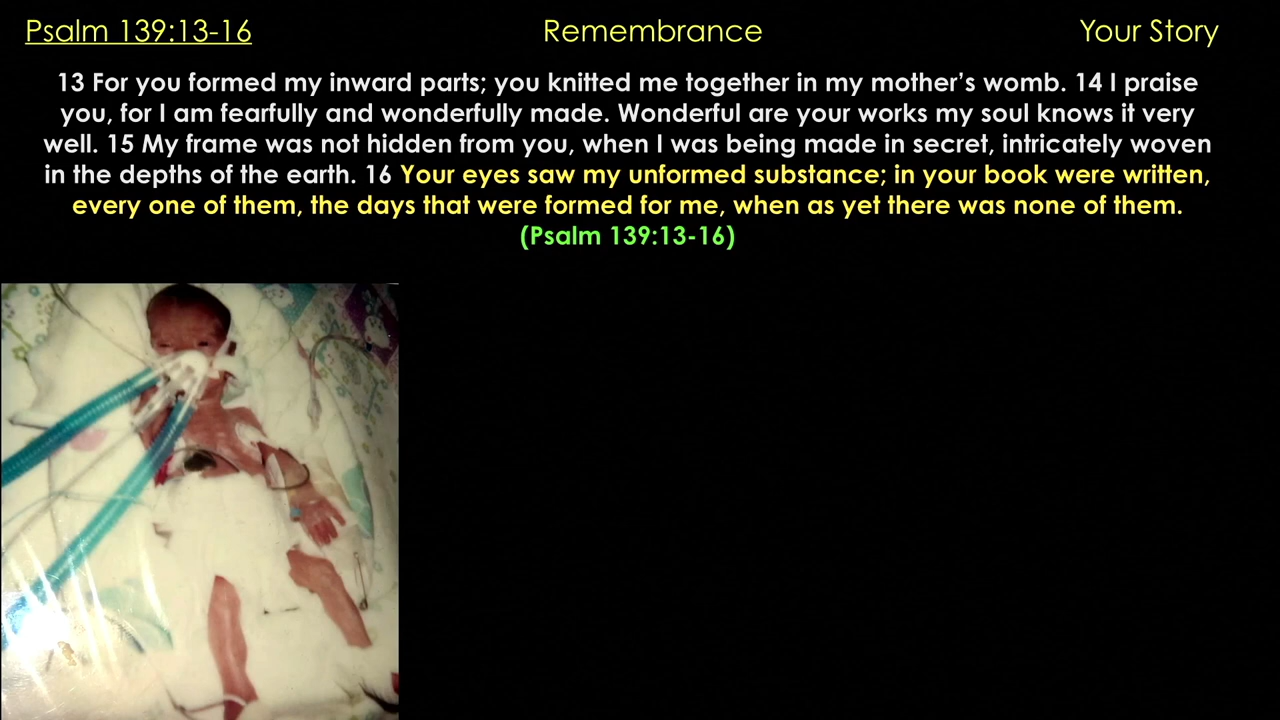 Psalm 139:13-16 Remembrance Your Story
13 For you formed my inward parts; you knitted me together in my mother’s womb. 14 I praise
you, for I am fearfully and wonderfully made. Wonderful are your works my soul knows it very
well. 15 My frame was not hidden from you, when I was being made in secret, intricately woven
in the depths of the earth. 16 Your eyes saw my unformed substance; in your book were written,
every one of them, the days that were formed for me, when as yet there was none of them.
(Psalm 139:13-16)